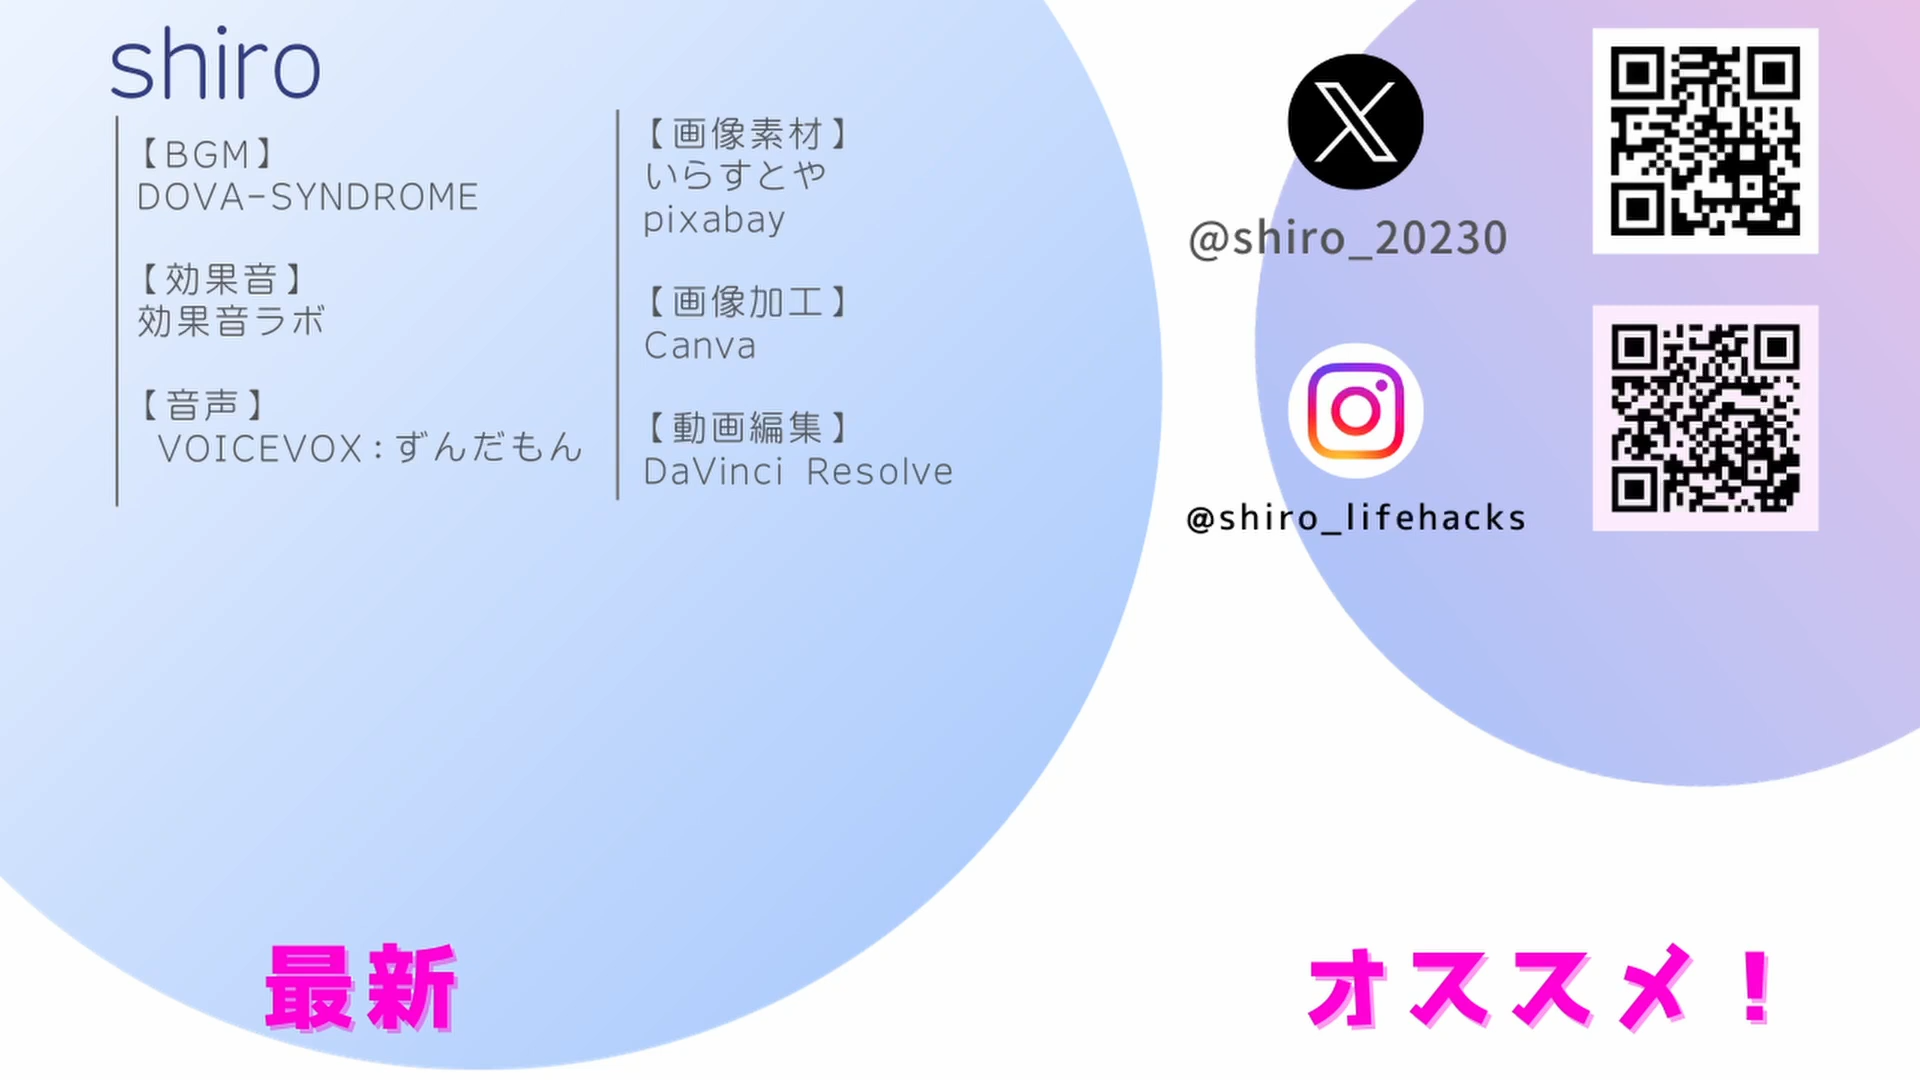 shiro
【BGM】
DOVA-SYNDROME
【効果音】
効果音ラボ
【音声】
VOICEVOX:ずんだもん
【画像素材】
いらすとや
pixabay
【画像加工】
Canva
【動画編集】
DaVinci Resolve
@shiro_20230
@shiro_lifehacks
最新
オススメ!